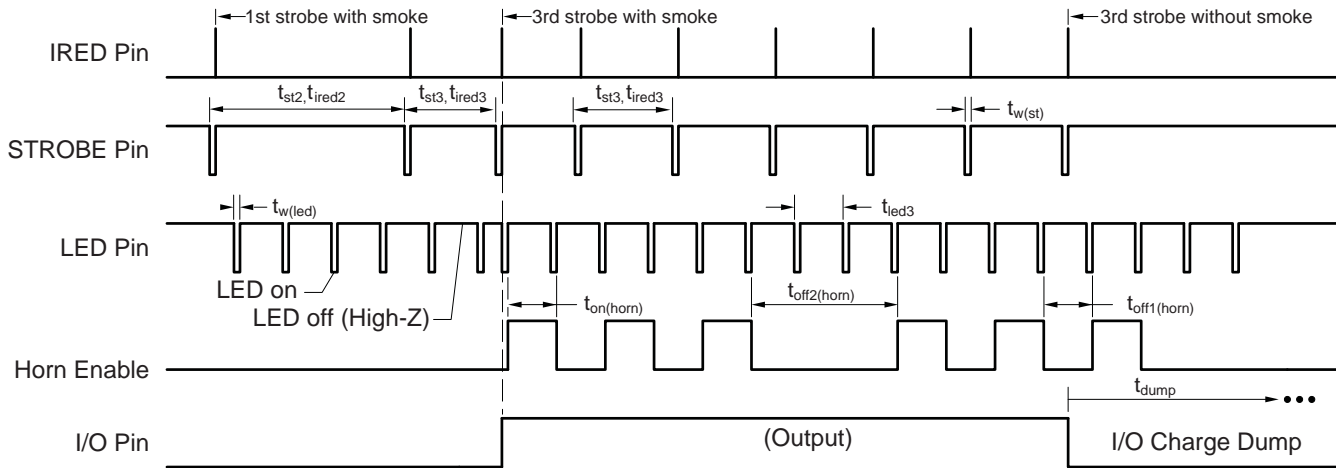 1st strobe with smoke
3rd strobe with smoke
3rd strobe without smoke
IRED Pin
tst2,tired2
tst3,tired3
tst3,tired3
tw(st)
STROBE Pin
tw(led)
tled3
LED Pin
LED on
LED off (High-Z)
ton(horn)
toff2(horn)
toff1(horn)
Horn Enable
tdump
I/O Pin
(Output)
I/O Charge Dump